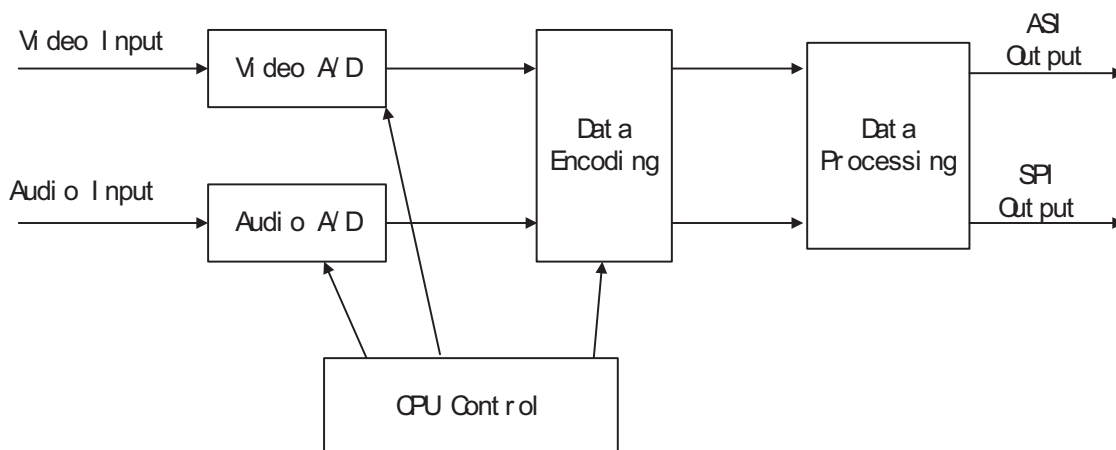 Video Input
Video A/D
ASI
Output
Data
Encoding
Data
Processing
Audio Input
Audio A/D
SPI
Output
CPU Control